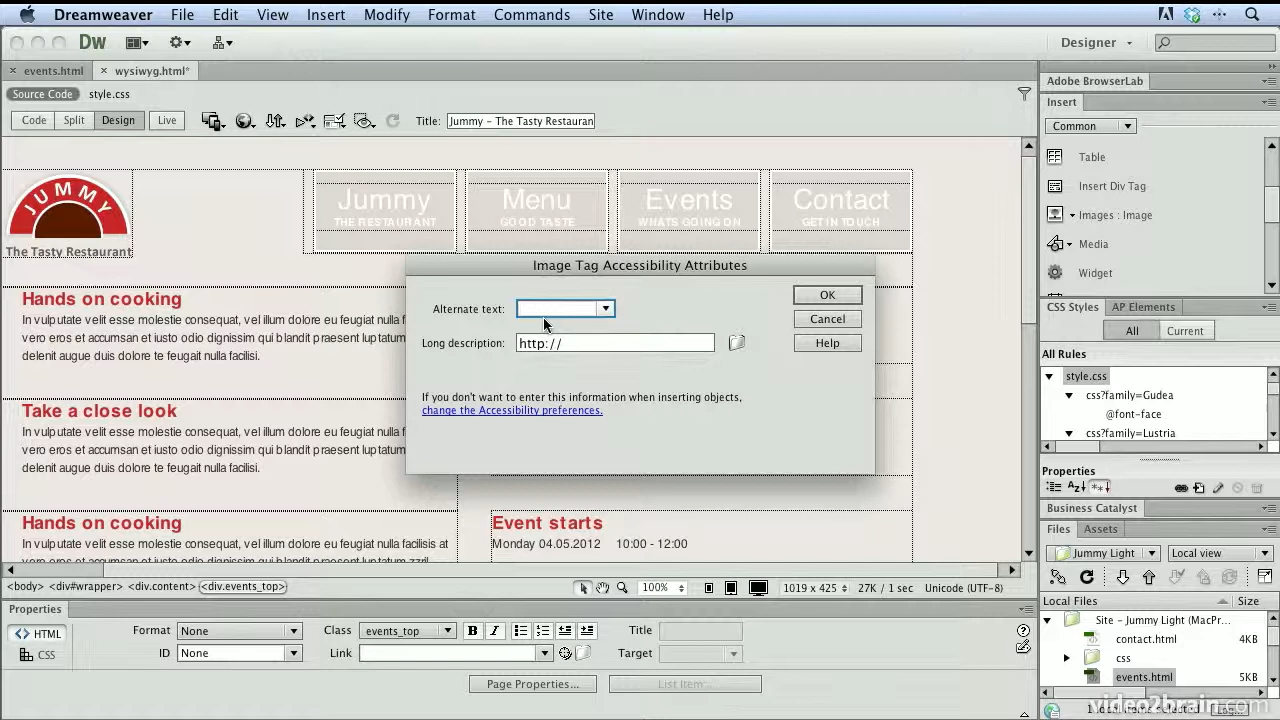 Dreamweaver File Edit View Insert Modify Format Commands Site Window Help
Dw Designer
events.html wysiwyg.html*
Source Code style.css
Code Split Design Live Title: Jummy - The Tasty Restauran
JUMMY
The Tasty Restaurant
Jummy
THE RESTAURANT
Menu
GOOD TASTE
Events
WHATS GOING ON
Contact
GET IN TOUCH
Hands on cooking
In vulputate velit esse molestie consequat, vel illum dolore eu feugiat nulla f
vero eros et accumsan et iusto odio dignissim qui blandit praesent luptatum
delenit augue duis dolore te feugait nulla facilisi.
Take a close look
In vulputate velit esse molestie consequat, vel illum dolore eu feugiat nulla f
vero eros et accumsan et iusto odio dignissim qui blandit praesent luptatum
delenit augue duis dolore te feugait nulla facilisi.
Hands on cooking
In vulputate velit esse molestie consequat, vel illum dolore eu feugiat nulla facilisis at
Event starts
Monday 04.05.2012 10:00 - 12:00
Image Tag Accessibility Attributes
Alternate text:
Long description: http://
OK
Cancel
Help
If you don't want to enter this information when inserting objects,
change the Accessibility preferences.
<body> <div#wrapper> <div.content> <div.events_top> 100% 1019 x 425 27K / 1 sec Unicode (UTF-8)
Properties
HTML
CSS
Format None Class events_top B I Title
ID None Link Target
Page Properties... List Item...
Adobe BrowserLab
Insert
Common
Table
Insert Div Tag
Images : Image
Media
Widget
CSS Styles AP Elements
All Current
All Rules
style.css
css?family=Gudea
@font-face
css?family=Lustria
Properties
Business Catalyst
Files Assets
Jummy Light Local view
Local Files Size
Site - Jummy Light (MacPr...
contact.html 4KB
css
events.html 5KB
Log...
video2brain.com